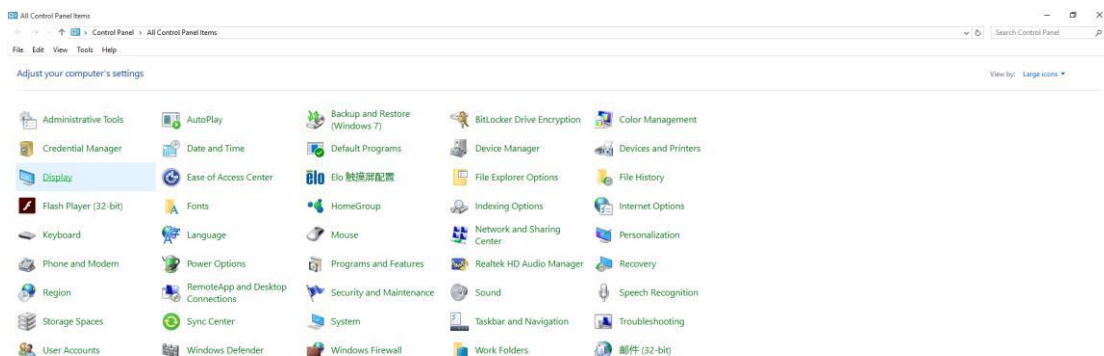 All Control Panel Items
Control Panel > All Control Panel Items
Search Control Panel
File Edit View Tools Help
Adjust your computer's settings
View by: Large icons
Administrative Tools
AutoPlay
Backup and Restore
(Windows 7)
BitLocker Drive Encryption
Color Management
Credential Manager
Date and Time
Default Programs
Device Manager
Devices and Printers
Display
Ease of Access Center
elo
Elo 触摸屏配置
File Explorer Options
File History
Flash Player (32-bit)
Fonts
HomeGroup
Indexing Options
Internet Options
Keyboard
Language
Mouse
Network and Sharing
Center
Personalization
Phone and Modem
Power Options
Programs and Features
Realtek HD Audio Manager
Recovery
Region
RemoteApp and Desktop
Connections
Security and Maintenance
Sound
Speech Recognition
Storage Spaces
Sync Center
System
Taskbar and Navigation
Troubleshooting
User Accounts
Windows Defender
Windows Firewall
Work Folders
邮件 (32-bit)